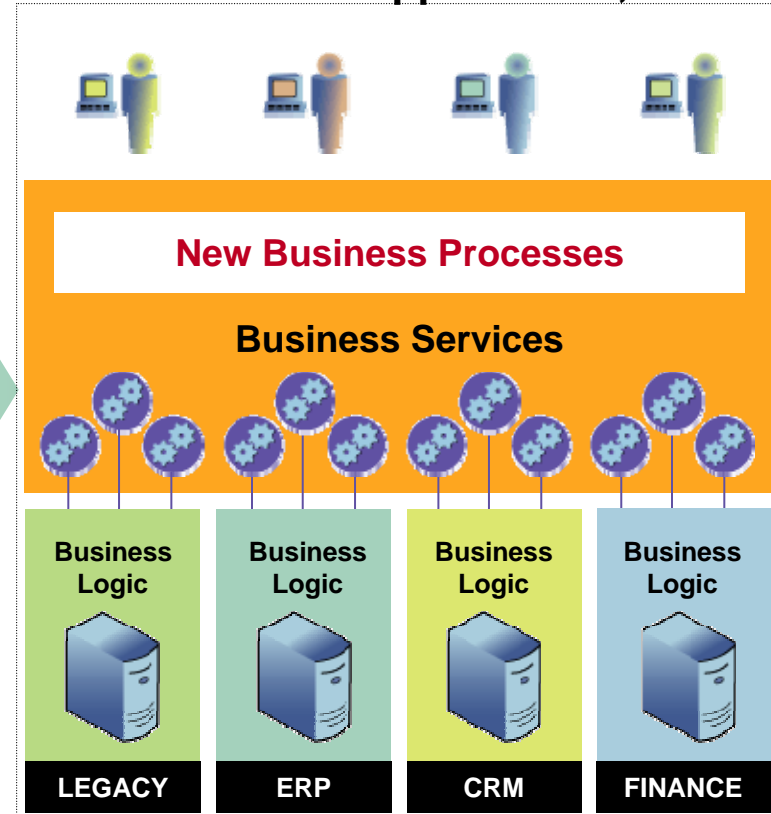 New Business Processes
Business Services
Business
Logic
Business
Logic
Business
Logic
Business
Logic
LEGACY
ERP
CRM
FINANCE